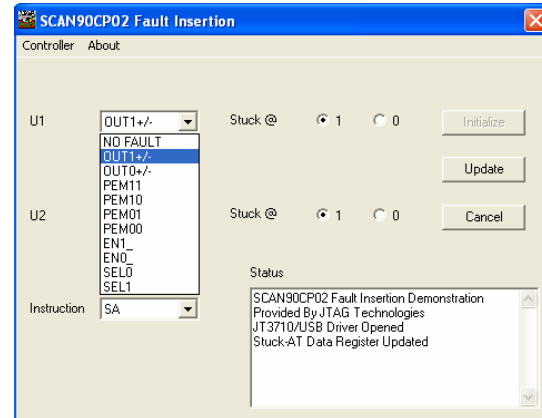 SCAN90CP02 Fault Insertion
Controller About
U1 OUT1+/- Stuck @ 1 0 Initialize
NO FAULT
OUT1+/-
OUT0+/-
PEM11
PEM10
PEM01
PEM00
EN1_
EN0_
SEL0
SEL1
Update
U2 Stuck @ 1 0 Cancel
Instruction SA
Status
SCAN90CP02 Fault Insertion Demonstration
Provided By JTAG Technologies
JT3710/USB Driver Opened
Stuck-AT Data Register Updated